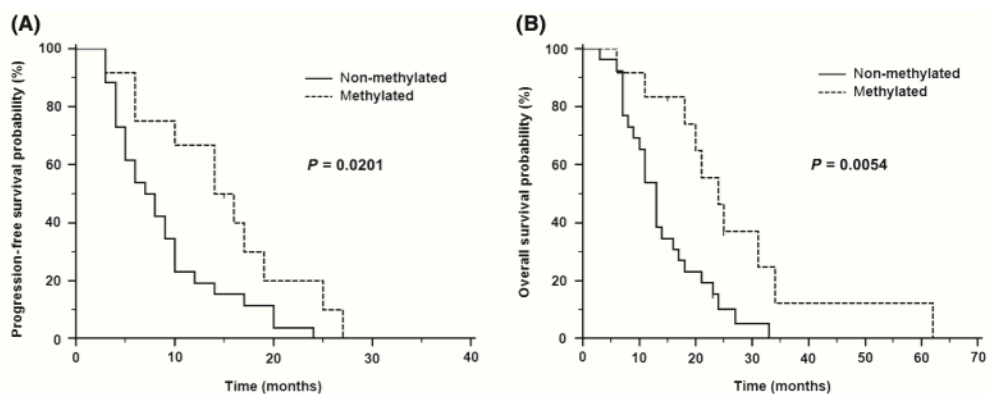 (A)
100
80
60
40
20
0
Progression-free survival probability (%)
Non-methylated
Methylated
P = 0.0201
0 10 20 30 40
Time (months)
(B)
100
80
60
40
20
0
Overall survival probability (%)
Non-methylated
Methylated
P = 0.0054
0 10 20 30 40 50 60 70
Time (months)